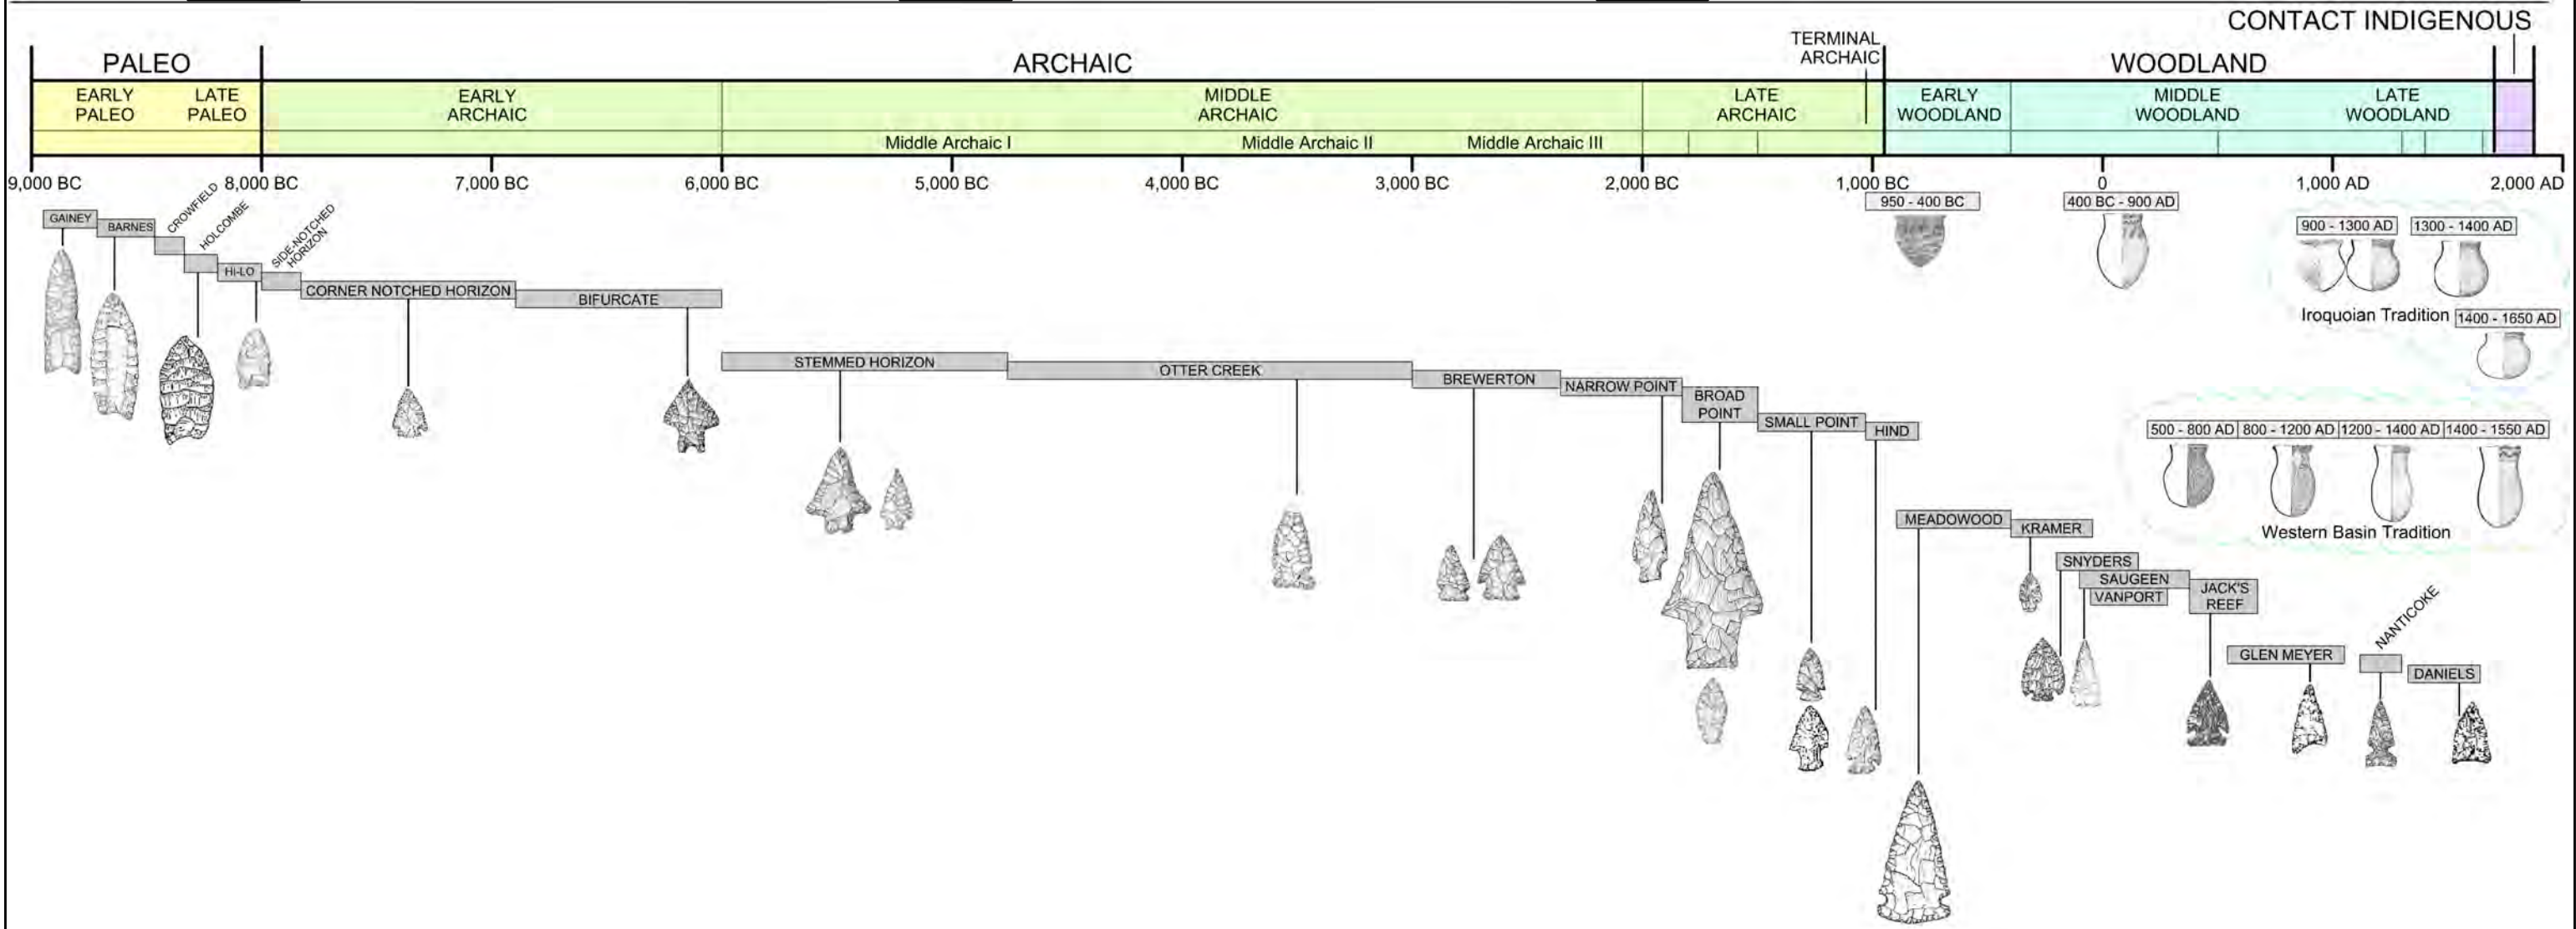 CONTACT INDIGENOUS
PALEO
ARCHAIC
TERMINAL
ARCHAIC
WOODLAND
EARLY
PALEO
LATE
PALEO
EARLY
ARCHAIC
MIDDLE
ARCHAIC
LATE
ARCHAIC
EARLY
WOODLAND
MIDDLE
WOODLAND
LATE
WOODLAND
Middle Archaic I
Middle Archaic II
Middle Archaic III
9,000 BC
8,000 BC
7,000 BC
6,000 BC
5,000 BC
4,000 BC
3,000 BC
2,000 BC
1,000 BC
0
1,000 AD
2,000 AD
950 - 400 BC
400 BC - 900 AD
900 - 1300 AD
1300 - 1400 AD
Iroquoian Tradition
1400 - 1650 AD
GAINEY
BARNES
CROWFIELD
HOLCOMBE
HI-LO
SIDE-NOTCHED
HORIZON
CORNER NOTCHED HORIZON
BIFURCATE
STEMMED HORIZON
OTTER CREEK
BREWERTON
NARROW POINT
BROAD
POINT
SMALL POINT
HIND
500 - 800 AD
800 - 1200 AD
1200 - 1400 AD
1400 - 1550 AD
Western Basin Tradition
MEADOWOOD
KRAMER
SNYDERS
SAUGEEN
VANPORT
JACK'S
REEF
GLEN MEYER
NANTICOKE
DANIELS